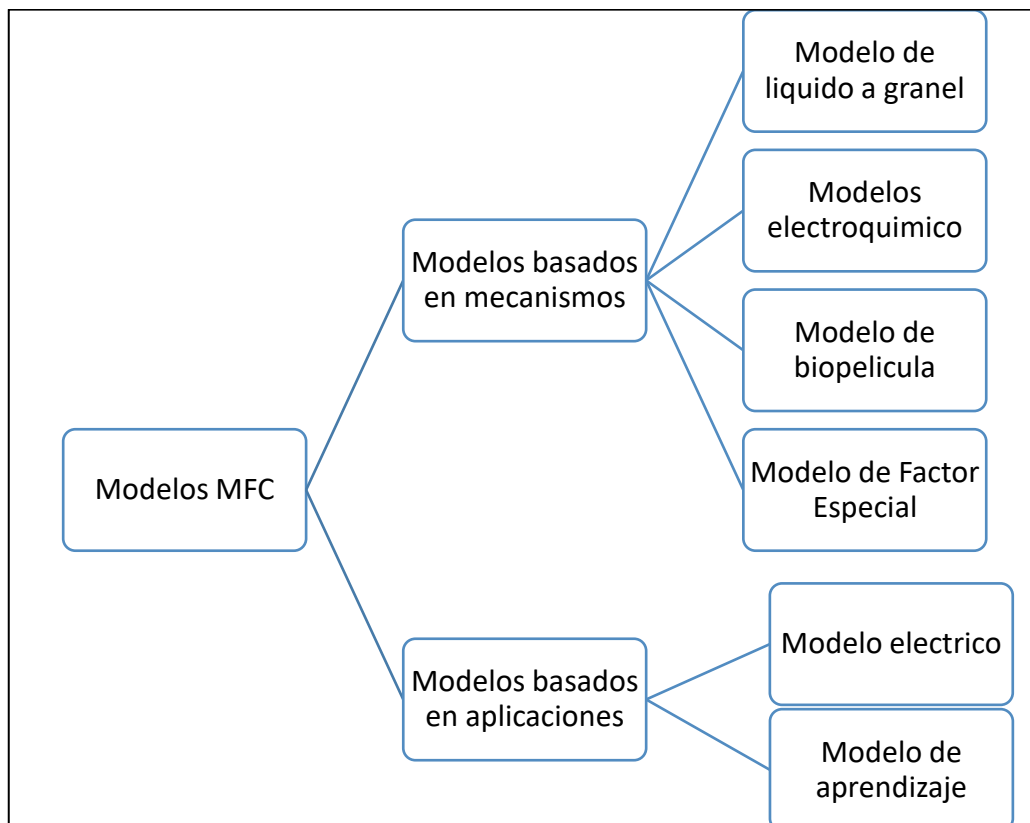 Modelos MFC
Modelos basados
en mecanismos
Modelo de
liquido a granel
Modelos
electroquimico
Modelo de
biopelicula
Modelo de Factor
Especial
Modelos basados
en aplicaciones
Modelo electrico
Modelo de
aprendizaje